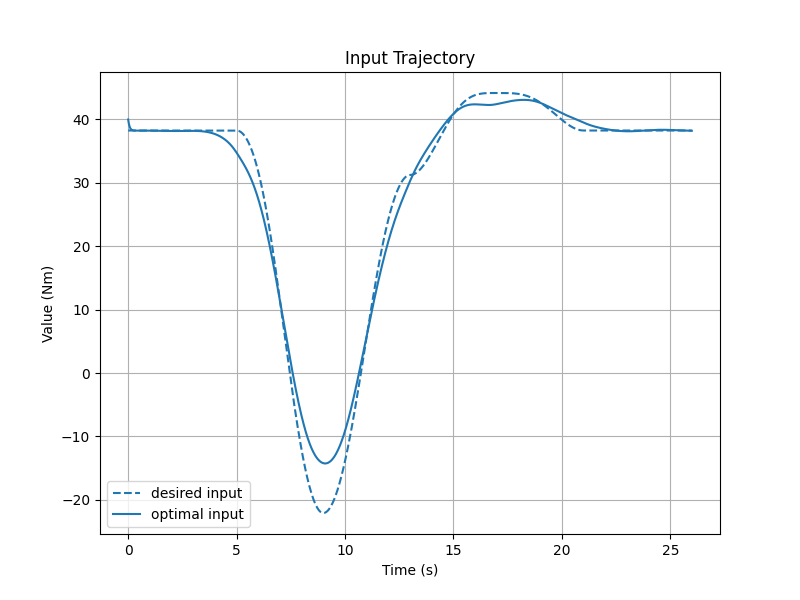 Input Trajectory
Value (Nm)
40
30
20
10
0
−10
−20
desired input
optimal input
0 5 10 15 20 25
Time (s)